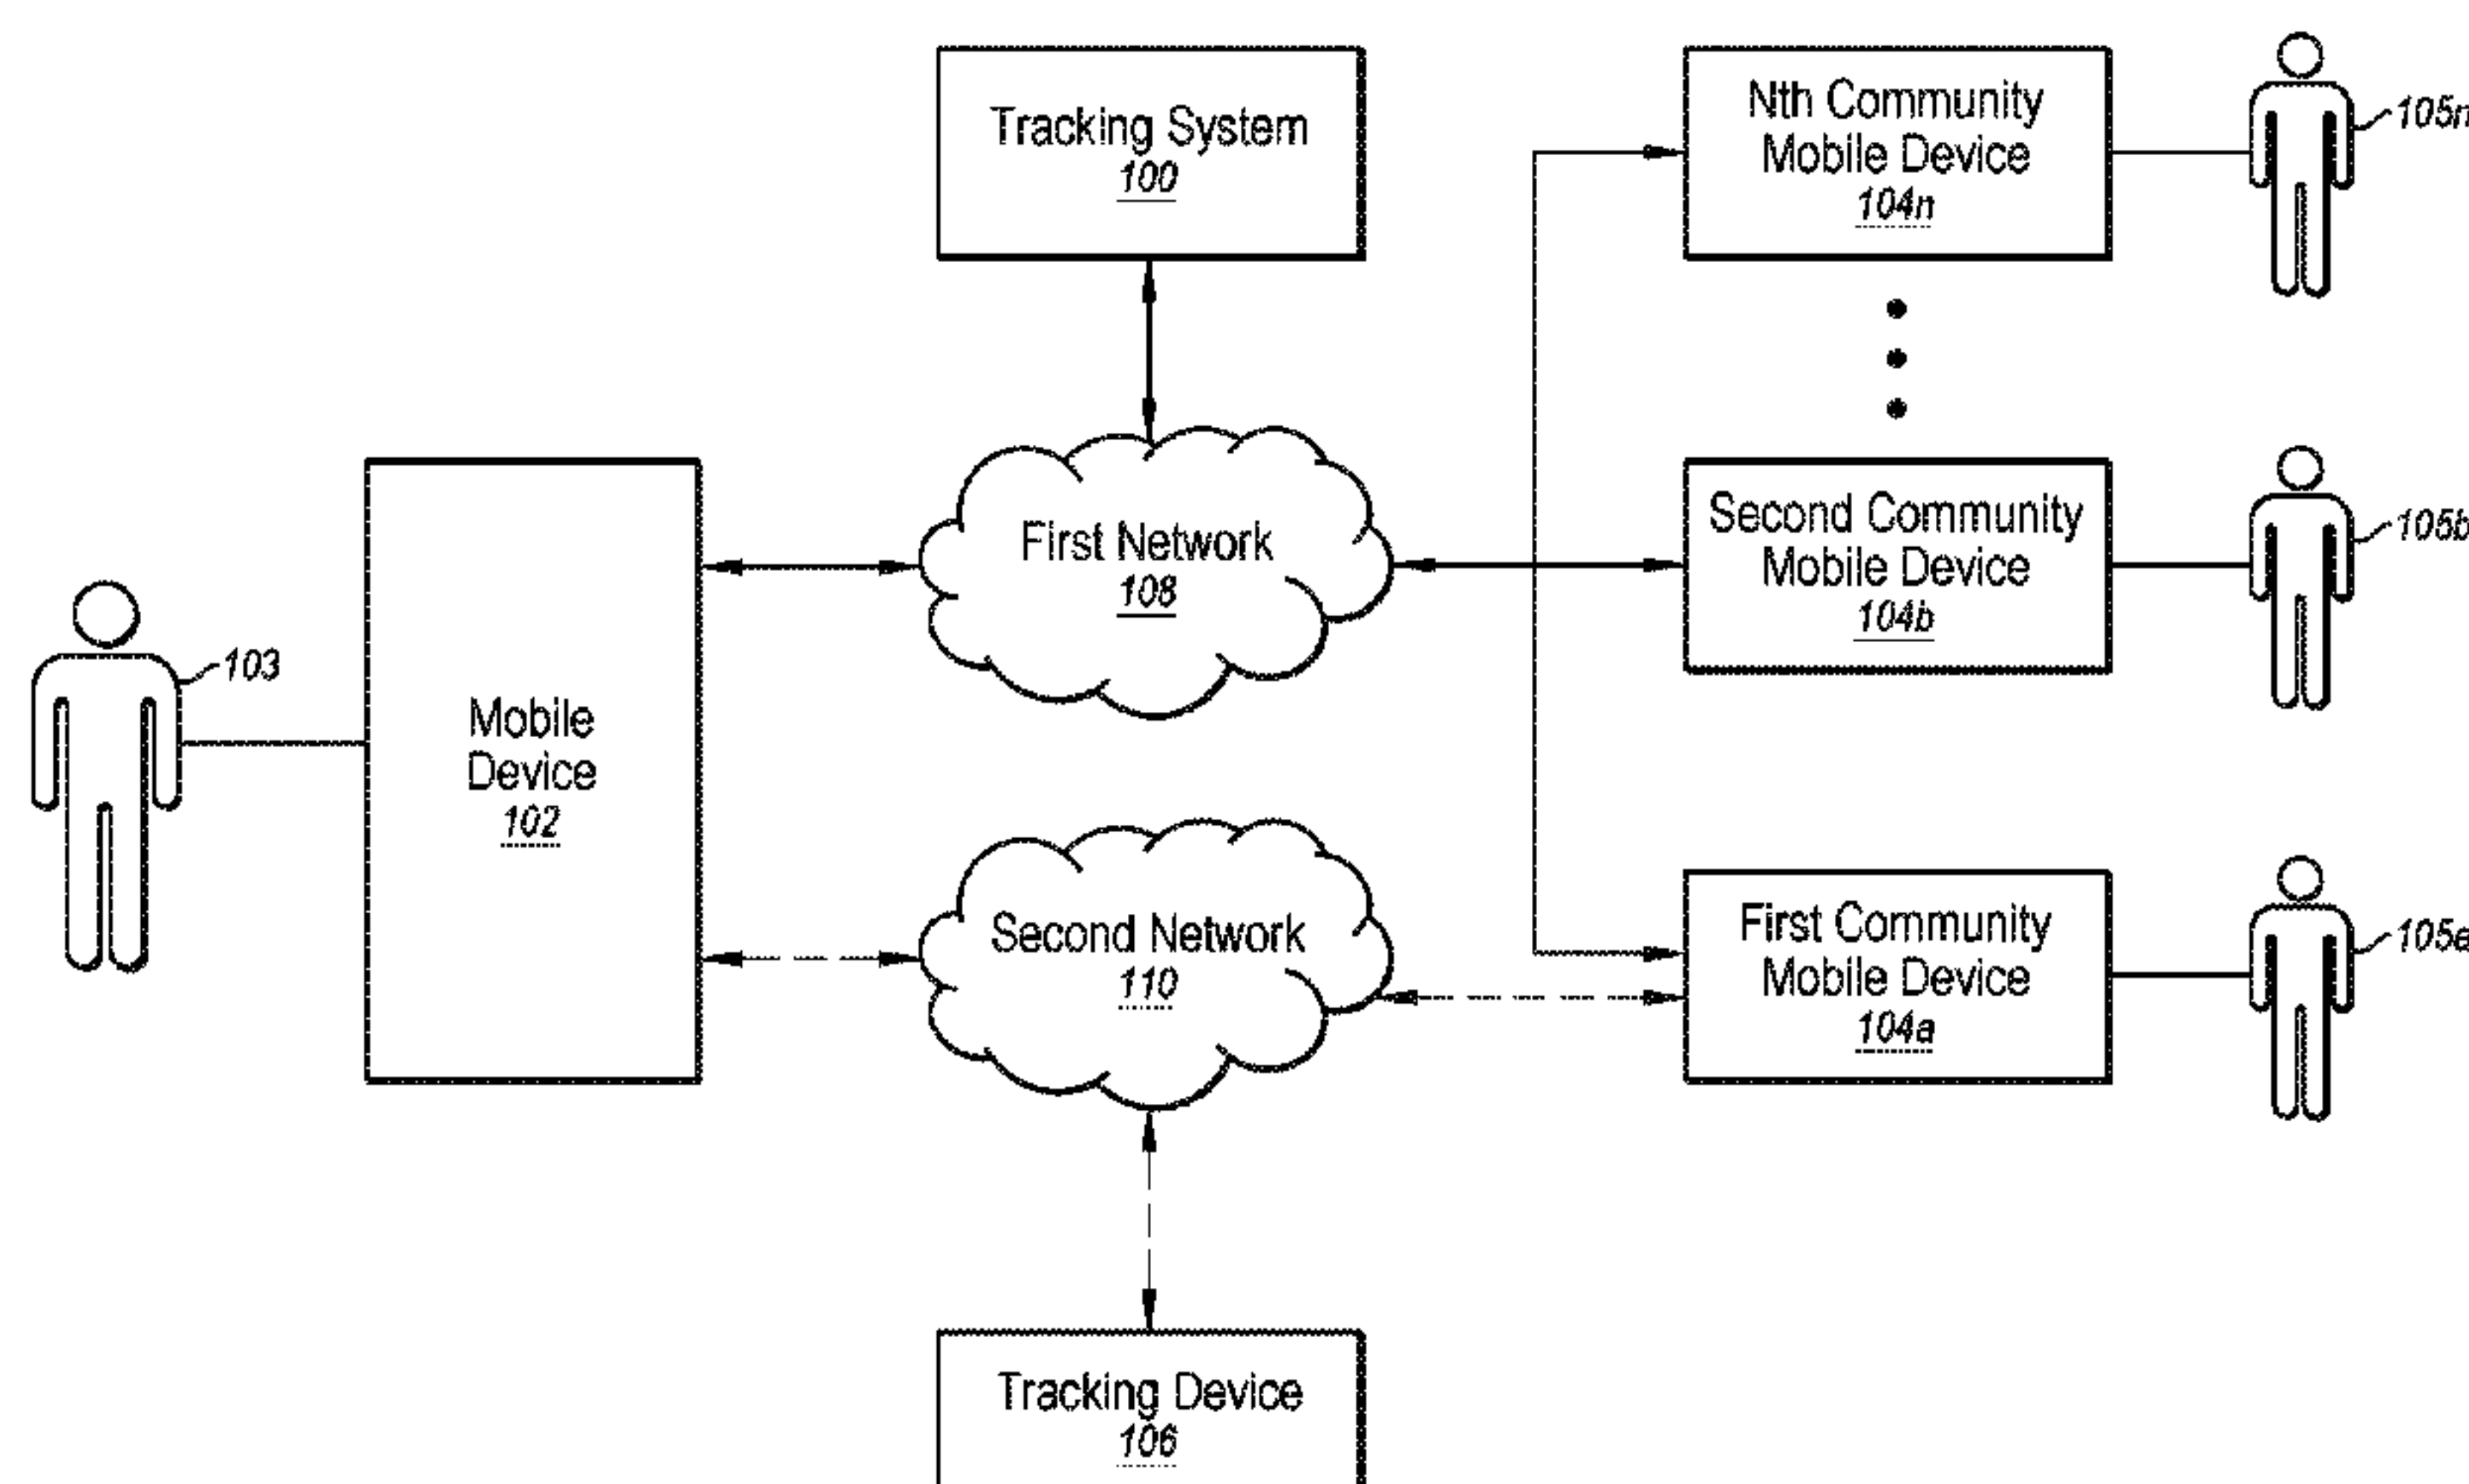 Tracking System
100
Nth Community
Mobile Device
104n
105n
First Network
108
Second Community
Mobile Device
104b
105b
103
Mobile
Device
102
Second Network
110
First Community
Mobile Device
104a
105e
Tracking Device
106